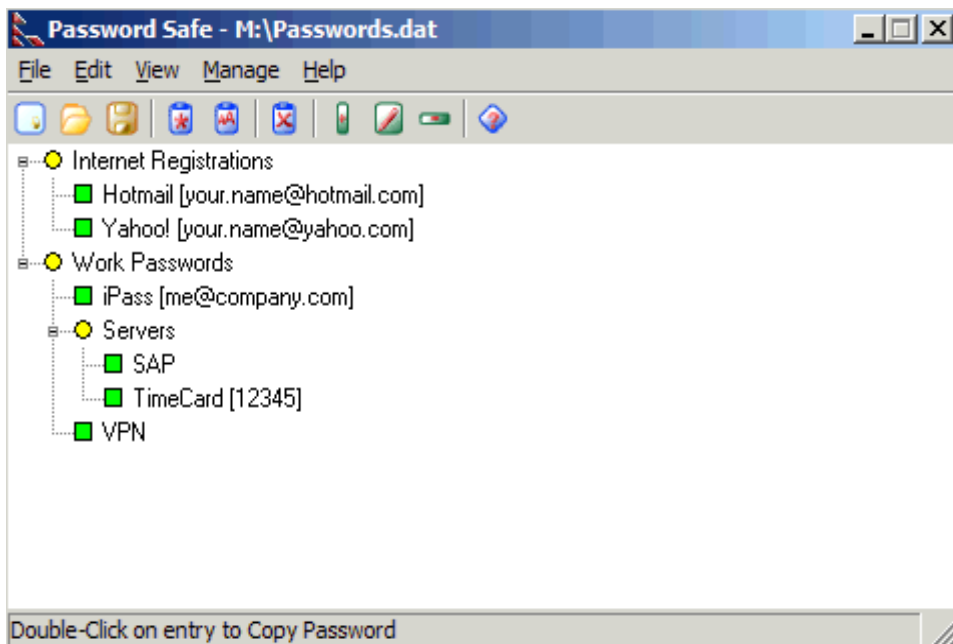 Password Safe - M:\Passwords.dat
File Edit View Manage Help
Internet Registrations
Hotmail [your.name@hotmail.com]
Yahoo! [your.name@yahoo.com]
Work Passwords
iPass [me@company.com]
Servers
SAP
TimeCard [12345]
VPN
Double-Click on entry to Copy Password